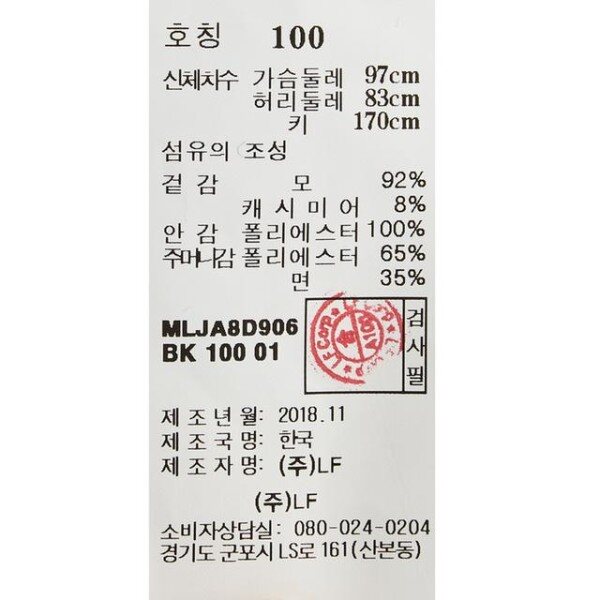 호칭 100
신체치수 가슴둘레 97cm
허리둘레 83cm
키 170cm
섬유의 조성
겉감 모 92%
캐시미어 8%
안감 폴리에스터 100%
주머니감 폴리에스터 65%
면 35%
MLJA8D906
BK 100 01
검사필
LFCorp
제조년월: 2018.11
제조국명: 한국
제조자명: (주)LF
(주)LF
소비자상담실: 080-024-0204
경기도 군포시 LS로 161(산본동)